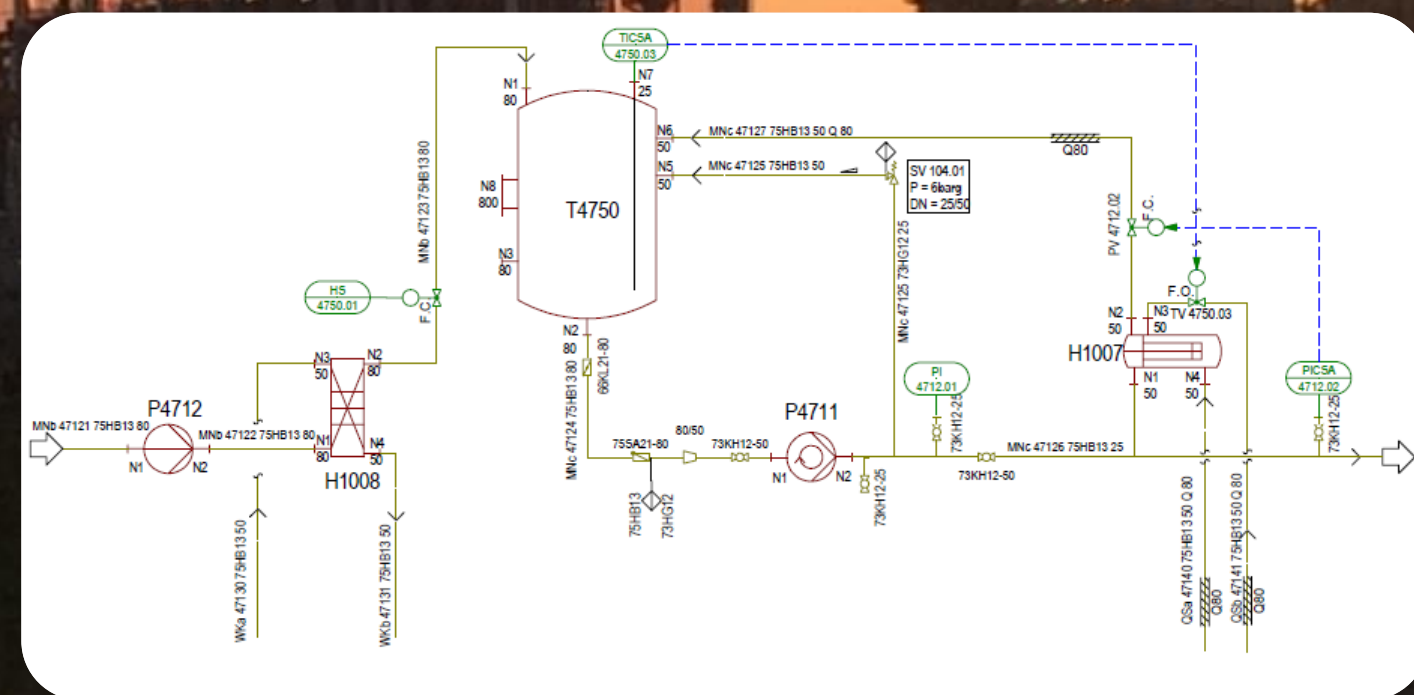 TICSA
4750.03
N7
25
N1
80
MNb 47123 75HB13 80
N6
50
MNc 47127 75HB13 50 Q 80
Q80
N5
50
MNc 47125 75HB13 50
SV 104.01
P = 6barg
DN = 25/50
N8
800
T4750
N3
80
PV 4712.02
F.C.
HS
4750.01
F.C.
MNc 47125 73HG12 25
F.O.
TV 4750.03
N2
50
N3
50
H1007
N1
50
N4
50
N2
80
66KL21-80
PI
4712.01
PICSA
4712.02
N3
50
N2
80
P4712
MNb 47121 75HB13 80
N1
N2
MNb 47122 75HB13 80
N1
80
N4
50
H1008
MNc 47124 75HB13 80
75SA21-80
80/50
73KH12-50
P4711
N1
N2
73KH12-25
73KH12-25
73KH12-50
MNc 47126 75HB13 25
73KH12-25
75HB13
73HG12
WKa 47130 75HB13 50
WKb 47131 75HB13 50
QSa 47140 75HB13 50 Q 80
Q80
QSb 47141 75HB13 50 Q 80
Q80